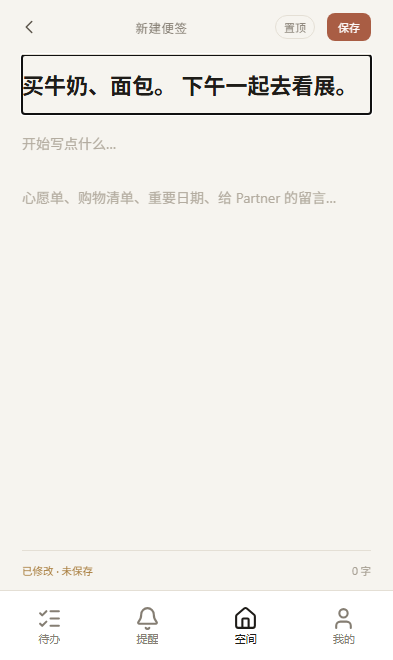 新建便签
置顶
保存
买牛奶、面包。 下午一起去看展。
开始写点什么...
心愿单、购物清单、重要日期、给 Partner 的留言...
已修改 · 未保存
0 字
待办
提醒
空间
我的